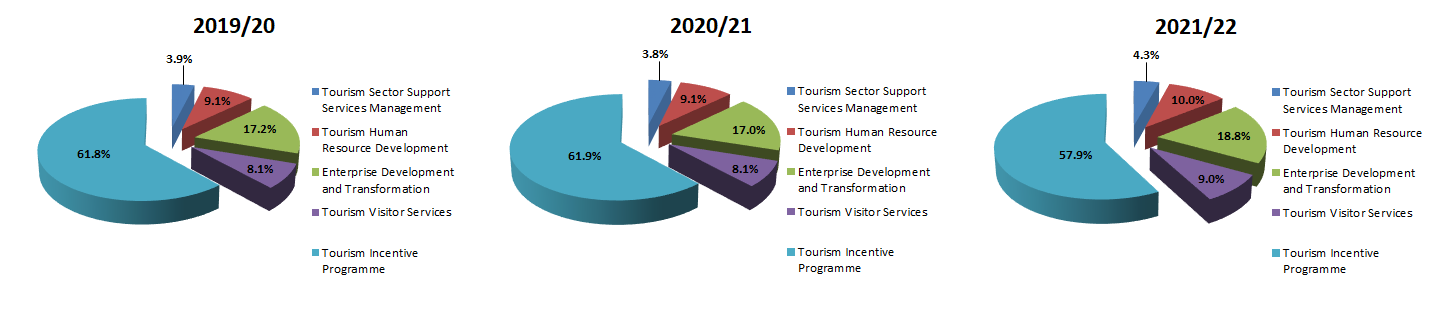 2019/20
3.9%
9.1%
17.2%
8.1%
61.8%
Tourism Sector Support
Services Management
Tourism Human
Resource Development
Enterprise Development
and Transformation
Tourism Visitor Services
Tourism Incentive
Programme
2020/21
3.8%
9.1%
17.0%
8.1%
61.9%
Tourism Sector Support
Services Management
Tourism Human Resource
Development
Enterprise Development
and Transformation
Tourism Visitor Services
Tourism Incentive
Programme
2021/22
4.3%
10.0%
18.8%
9.0%
57.9%
Tourism Sector Support
Services Management
Tourism Human Resource
Development
Enterprise Development
and Transformation
Tourism Visitor Services
Tourism Incentive
Programme